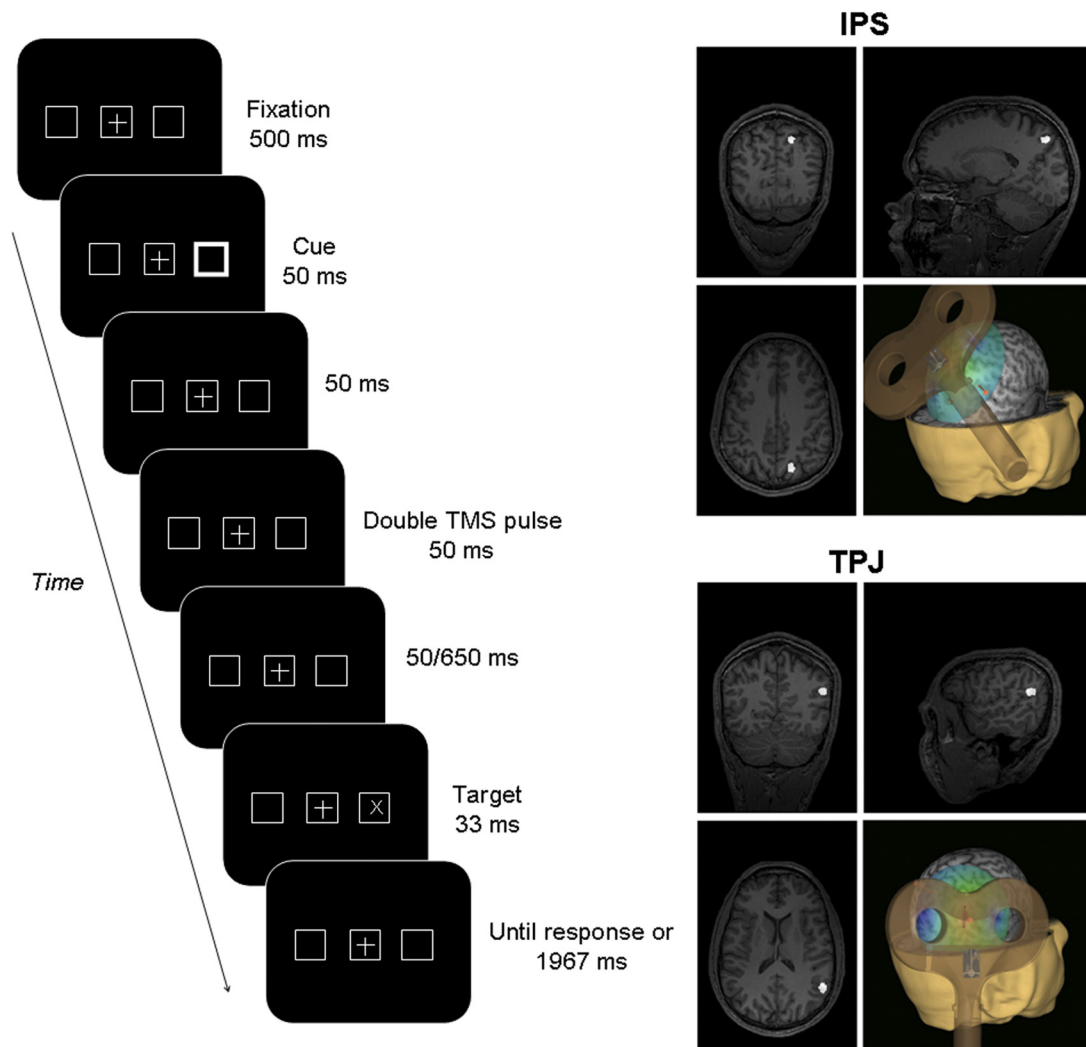 Fixation
500 ms
Cue
50 ms
50 ms
Double TMS pulse
50 ms
Time
50/650 ms
Target
33 ms
Until response or
1967 ms
IPS
TPJ